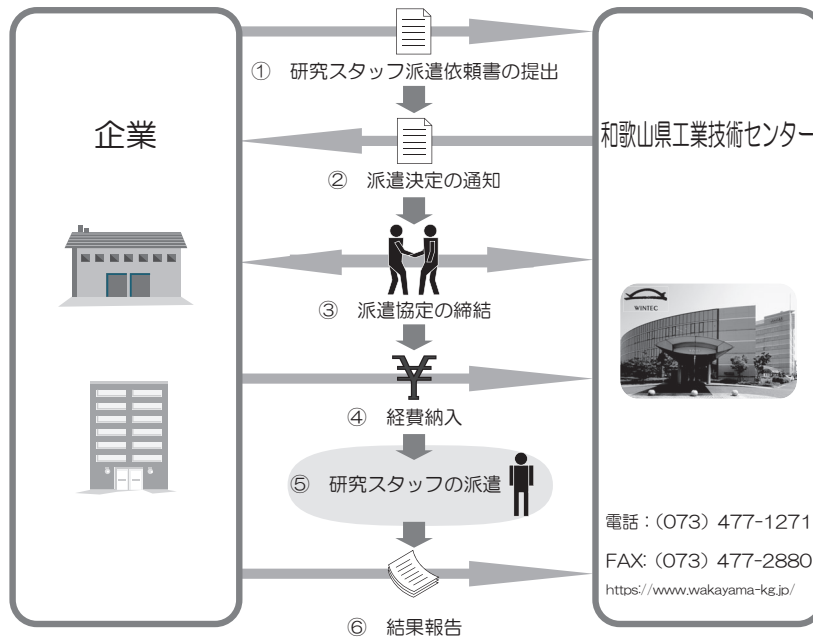 ① 研究スタッフ派遣依頼書の提出
企業
和歌山県工業技術センター
② 派遣決定の通知
③ 派遣協定の締結
WINTEC
④ 経費納入
⑤ 研究スタッフの派遣
電話：(073) 477-1271
FAX: (073) 477-2880
https://www.wakayama-kg.jp/
⑥ 結果報告